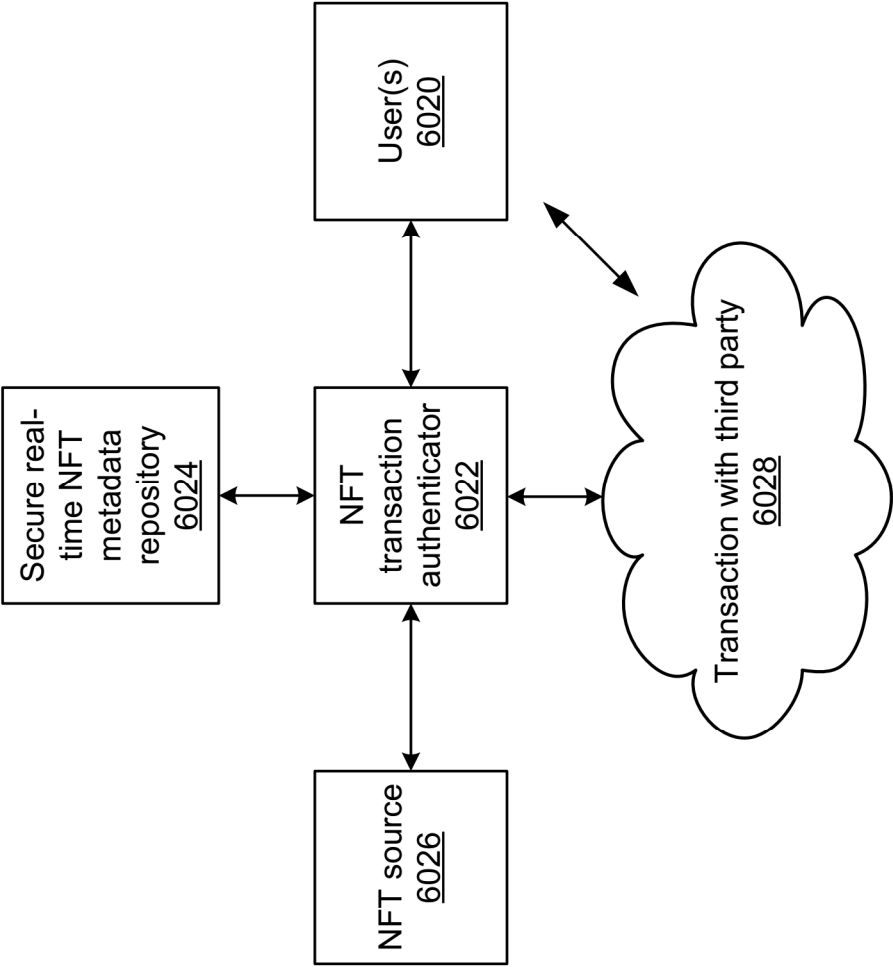 Secure real-
time NFT
metadata
repository
6024
User(s)
6020
NFT
transaction
authenticator
6022
NFT source
6026
Transaction with third party
6028